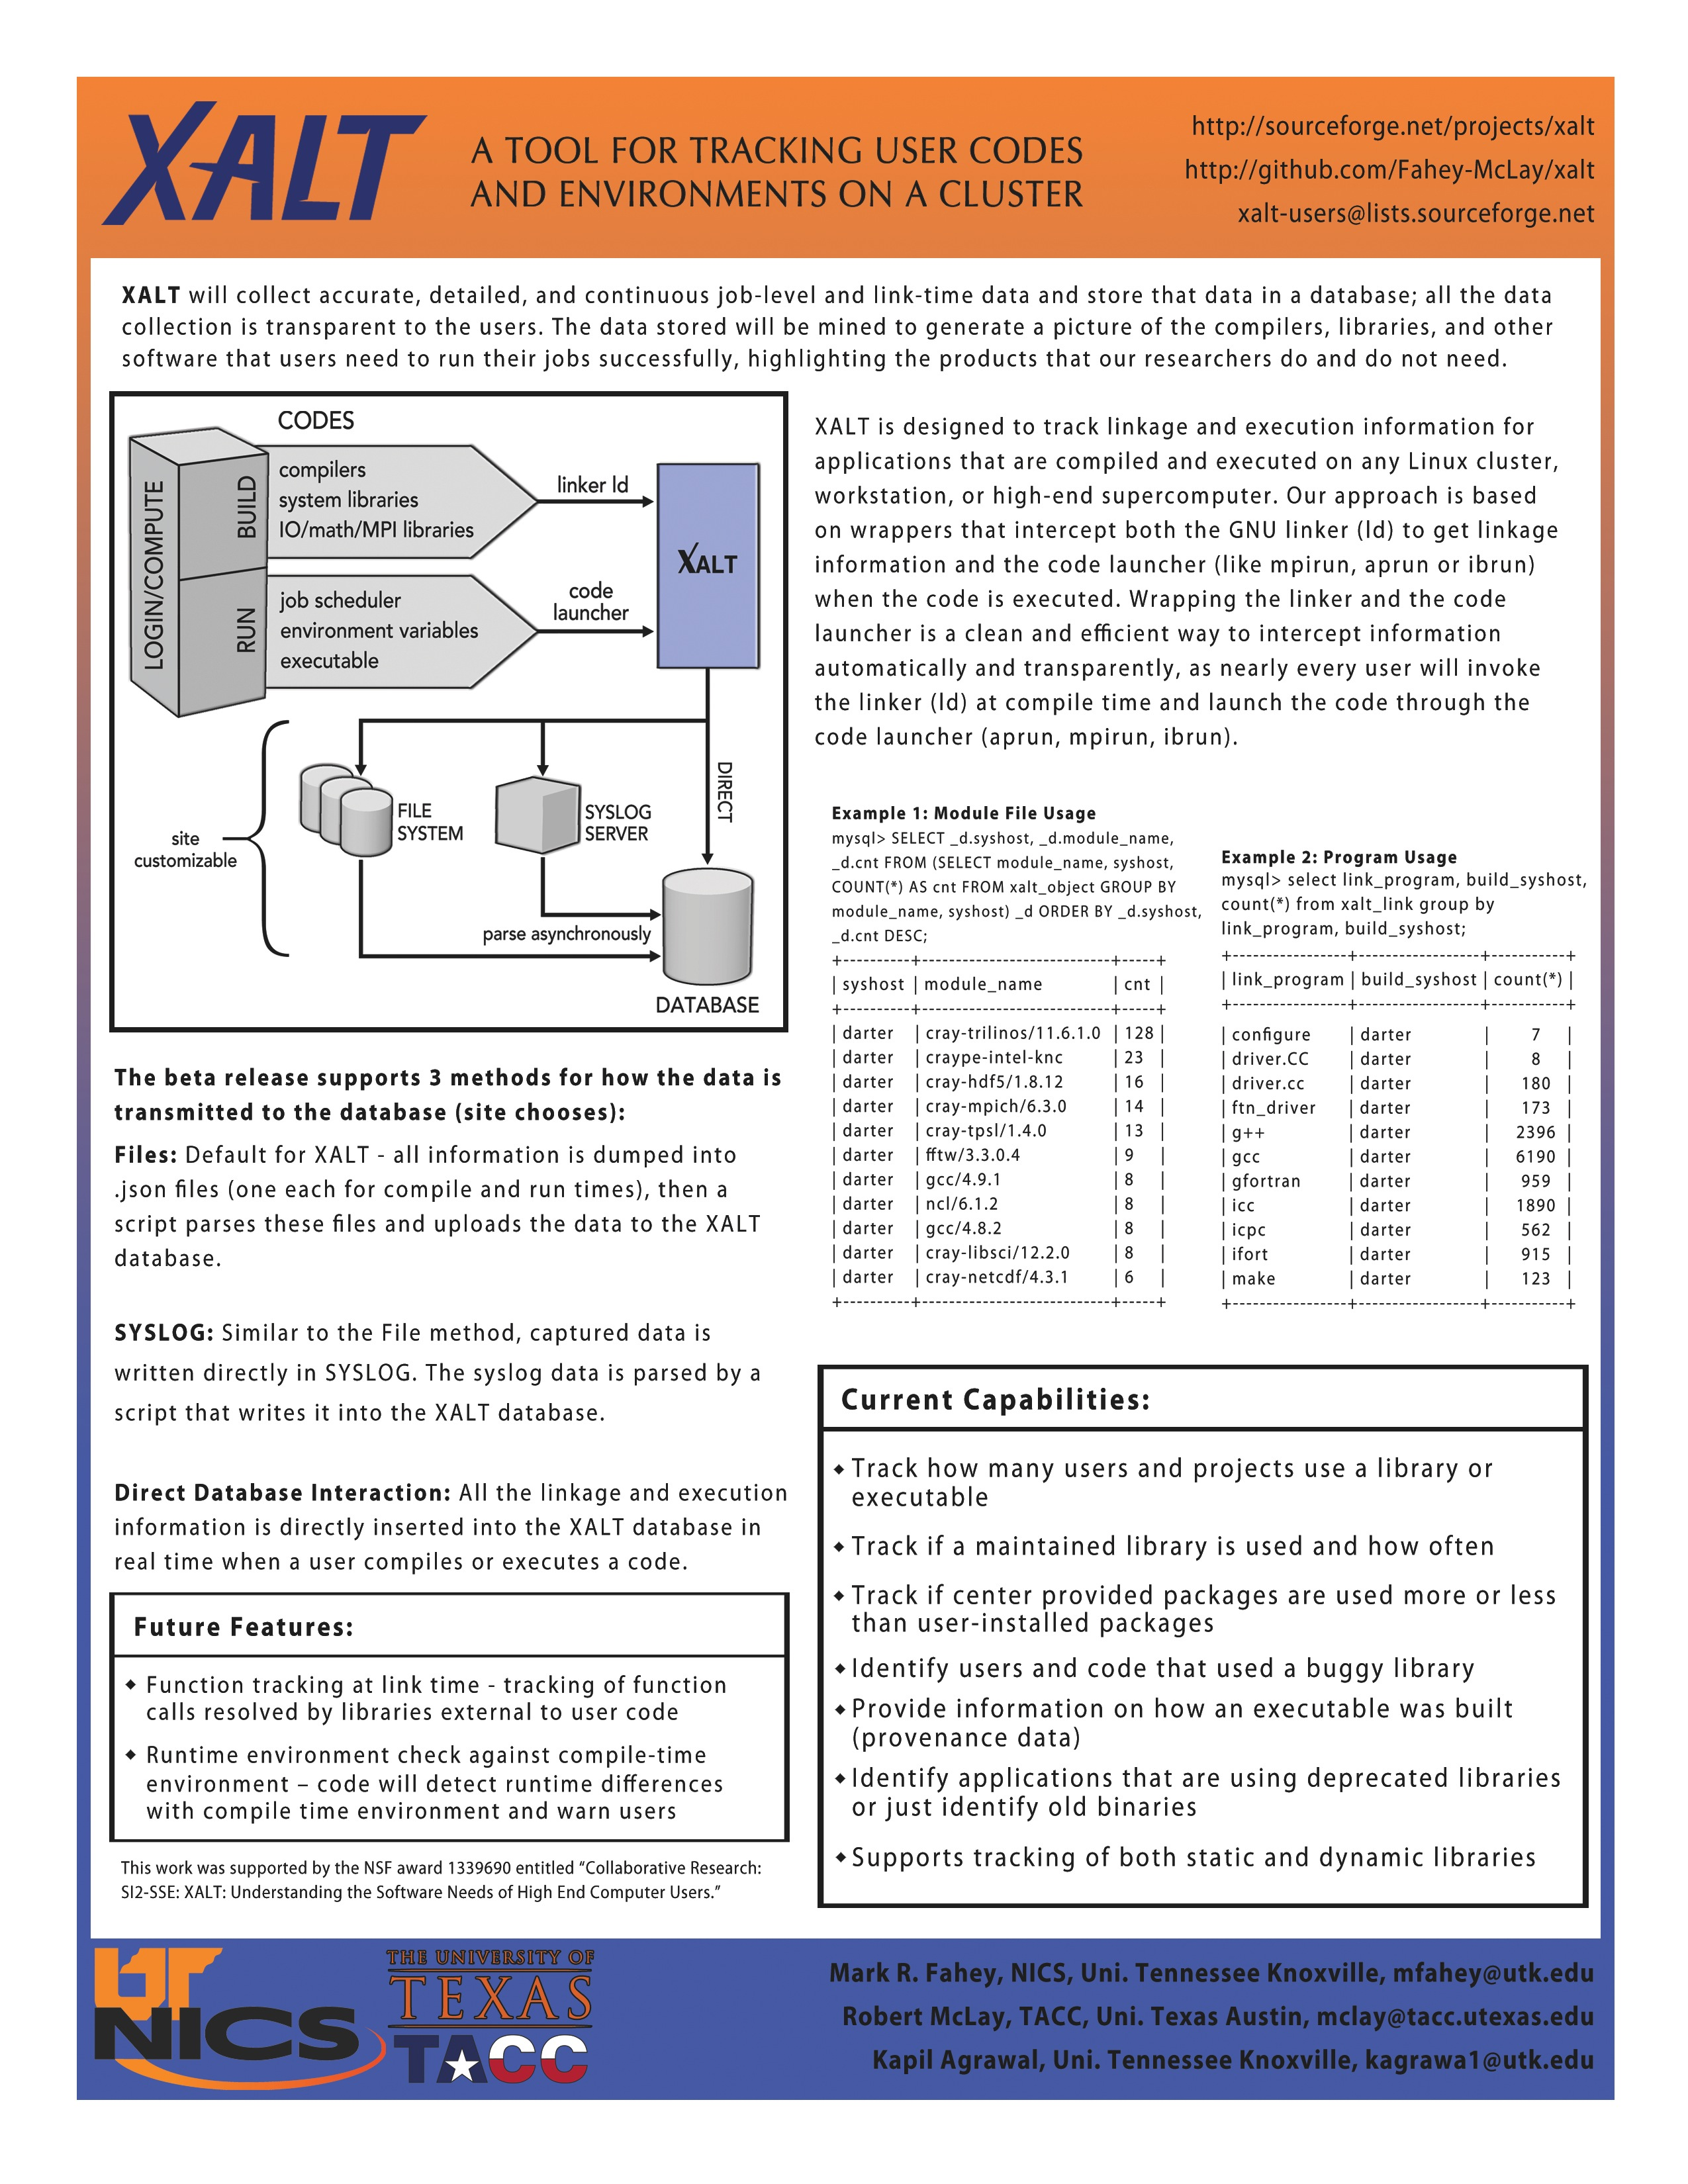 XALT
A TOOL FOR TRACKING USER CODES
AND ENVIRONMENTS ON A CLUSTER
http://sourceforge.net/projects/xalt
http://github.com/Fahey-McLay/xalt
xalt-users@lists.sourceforge.net
XALT will collect accurate, detailed, and continuous job-level and link-time data and store that data in a database; all the data
collection is transparent to the users. The data stored will be mined to generate a picture of the compilers, libraries, and other
software that users need to run their jobs successfully, highlighting the products that our researchers do and do not need.
CODES
LOGIN/COMPUTE
BUILD
compilers
system libraries
IO/math/MPI libraries
linker ld
RUN
job scheduler
environment variables
executable
code
launcher
XALT
DIRECT
FILE
SYSTEM
SYSLOG
SERVER
site
customizable
parse asynchronously
DATABASE
The beta release supports 3 methods for how the data is
transmitted to the database (site chooses):
Files: Default for XALT - all information is dumped into
.json files (one each for compile and run times), then a
script parses these files and uploads the data to the XALT
database.
SYSLOG: Similar to the File method, captured data is
written directly in SYSLOG. The syslog data is parsed by a
script that writes it into the XALT database.
Direct Database Interaction: All the linkage and execution
information is directly inserted into the XALT database in
real time when a user compiles or executes a code.
Future Features:
◆ Function tracking at link time - tracking of function
calls resolved by libraries external to user code
◆ Runtime environment check against compile-time
environment – code will detect runtime differences
with compile time environment and warn users
This work was supported by the NSF award 1339690 entitled “Collaborative Research:
SI2-SSE: XALT: Understanding the Software Needs of High End Computer Users.”
XALT is designed to track linkage and execution information for
applications that are compiled and executed on any Linux cluster,
workstation, or high-end supercomputer. Our approach is based
on wrappers that intercept both the GNU linker (ld) to get linkage
information and the code launcher (like mpirun, aprun or ibrun)
when the code is executed. Wrapping the linker and the code
launcher is a clean and efficient way to intercept information
automatically and transparently, as nearly every user will invoke
the linker (ld) at compile time and launch the code through the
code launcher (aprun, mpirun, ibrun).
Example 1: Module File Usage
mysql> SELECT _d.syshost, _d.module_name,
_d.cnt FROM (SELECT module_name, syshost,
COUNT(*) AS cnt FROM xalt_object GROUP BY
module_name, syshost) _d ORDER BY _d.syshost,
_d.cnt DESC;
+----------+--------------------------+-----+
| syshost | module_name | cnt |
+----------+--------------------------+-----+
| darter | cray-trilinos/11.6.1.0 | 128 |
| darter | craype-intel-knc | 23 |
| darter | cray-hdf5/1.8.12 | 16 |
| darter | cray-mpich/6.3.0 | 14 |
| darter | cray-tpsl/1.4.0 | 13 |
| darter | fftw/3.3.0.4 | 9 |
| darter | gcc/4.9.1 | 8 |
| darter | ncl/6.1.2 | 8 |
| darter | gcc/4.8.2 | 8 |
| darter | cray-libsci/12.2.0 | 8 |
| darter | cray-netcdf/4.3.1 | 6 |
+----------+--------------------------+-----+
Example 2: Program Usage
mysql> select link_program, build_syshost,
count(*) from xalt_link group by
link_program, build_syshost;
+----------------+-----------------+----------+
| link_program | build_syshost | count(*) |
+----------------+-----------------+----------+
| configure | darter | 7 |
| driver.CC | darter | 8 |
| driver.cc | darter | 180 |
| ftn_driver | darter | 173 |
| g++ | darter | 2396 |
| gcc | darter | 6190 |
| gfortran | darter | 959 |
| icc | darter | 1890 |
| icpc | darter | 562 |
| ifort | darter | 915 |
| make | darter | 123 |
+----------------+-----------------+----------+
Current Capabilities:
◆ Track how many users and projects use a library or
executable
◆ Track if a maintained library is used and how often
◆ Track if center provided packages are used more or less
than user-installed packages
◆ Identify users and code that used a buggy library
◆ Provide information on how an executable was built
(provenance data)
◆ Identify applications that are using deprecated libraries
or just identify old binaries
◆ Supports tracking of both static and dynamic libraries
UT
NICS
THE UNIVERSITY OF
TEXAS
TACC
Mark R. Fahey, NICS, Uni. Tennessee Knoxville, mfahey@utk.edu
Robert McLay, TACC, Uni. Texas Austin, mclay@tacc.utexas.edu
Kapil Agrawal, Uni. Tennessee Knoxville, kagrawa1@utk.edu